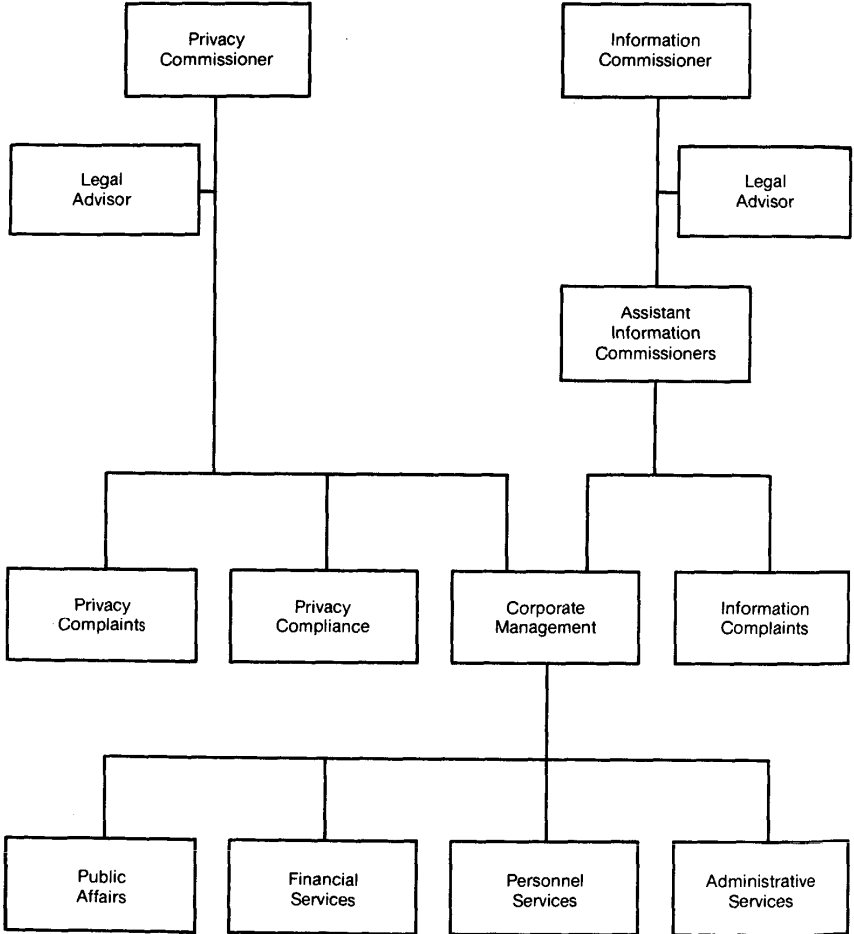 Privacy
Commissioner
Information
Commissioner
Legal
Advisor
Legal
Advisor
Assistant
Information
Commissioners
Privacy
Complaints
Privacy
Compliance
Corporate
Management
Information
Complaints
Public
Affairs
Financial
Services
Personnel
Services
Administrative
Services